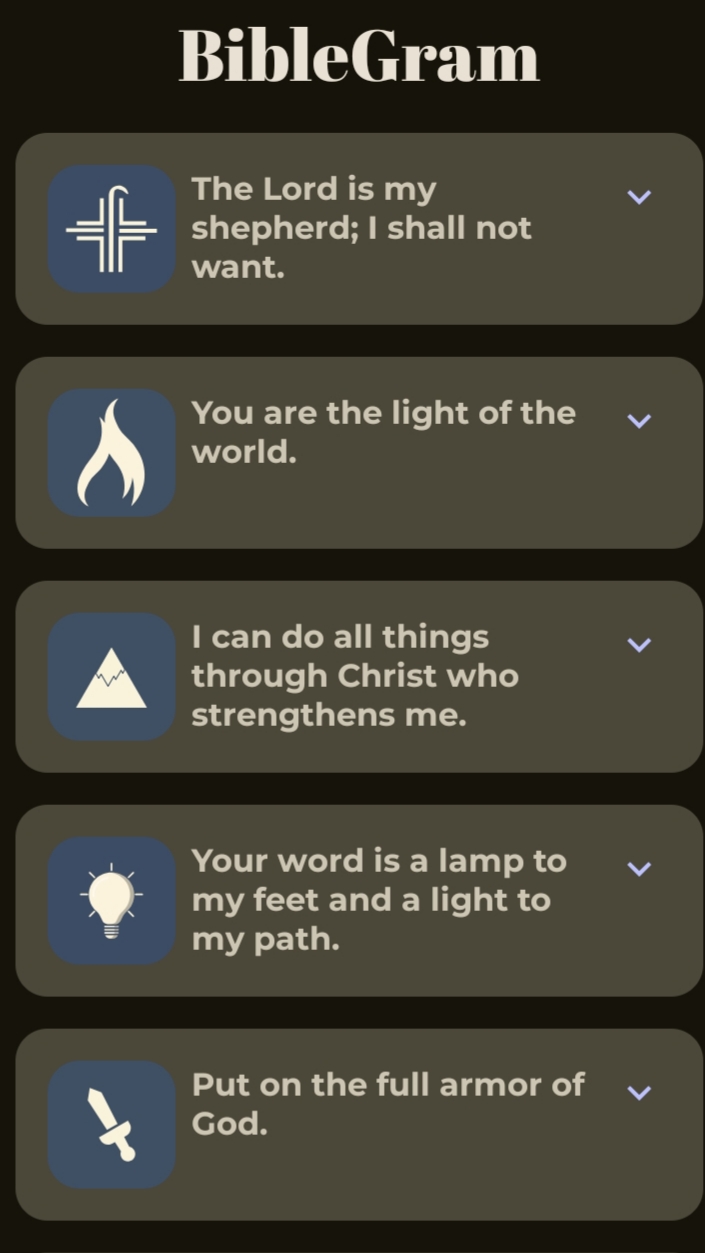 BibleGram
The Lord is my
shepherd; I shall not
want.
You are the light of the
world.
I can do all things
through Christ who
strengthens me.
Your word is a lamp to
my feet and a light to
my path.
Put on the full armor of
God.